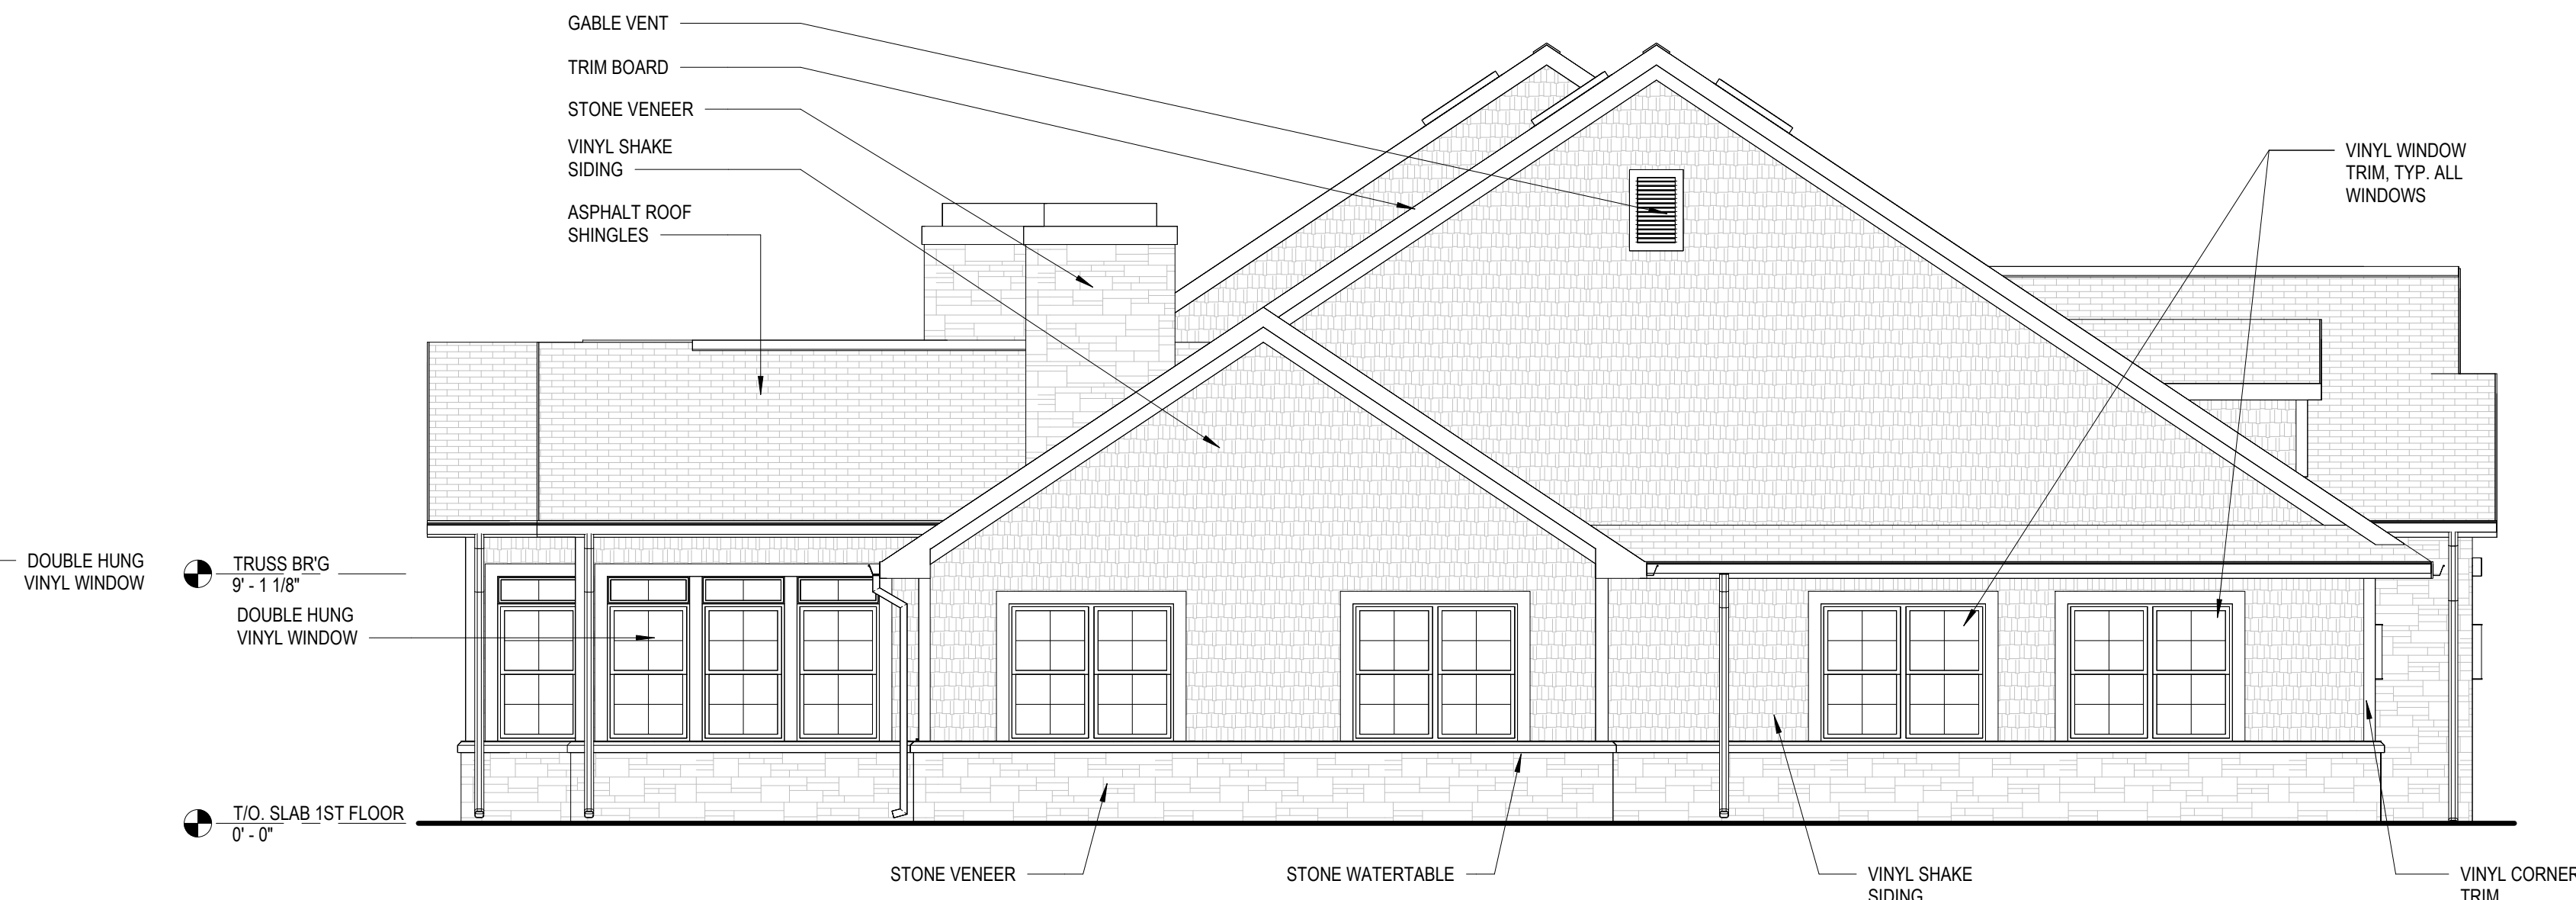 GABLE VENT
TRIM BOARD
STONE VENEER
VINYL SHAKE
SIDING
ASPHALT ROOF
SHINGLES
VINYL WINDOW
TRIM, TYP. ALL
WINDOWS
DOUBLE HUNG
VINYL WINDOW
TRUSS BR'G
9' - 1 1/8"
DOUBLE HUNG
VINYL WINDOW
T/O. SLAB 1ST FLOOR
0' - 0"
STONE VENEER
STONE WATERTABLE
VINYL SHAKE
SIDING
VINYL CORNER
TRIM